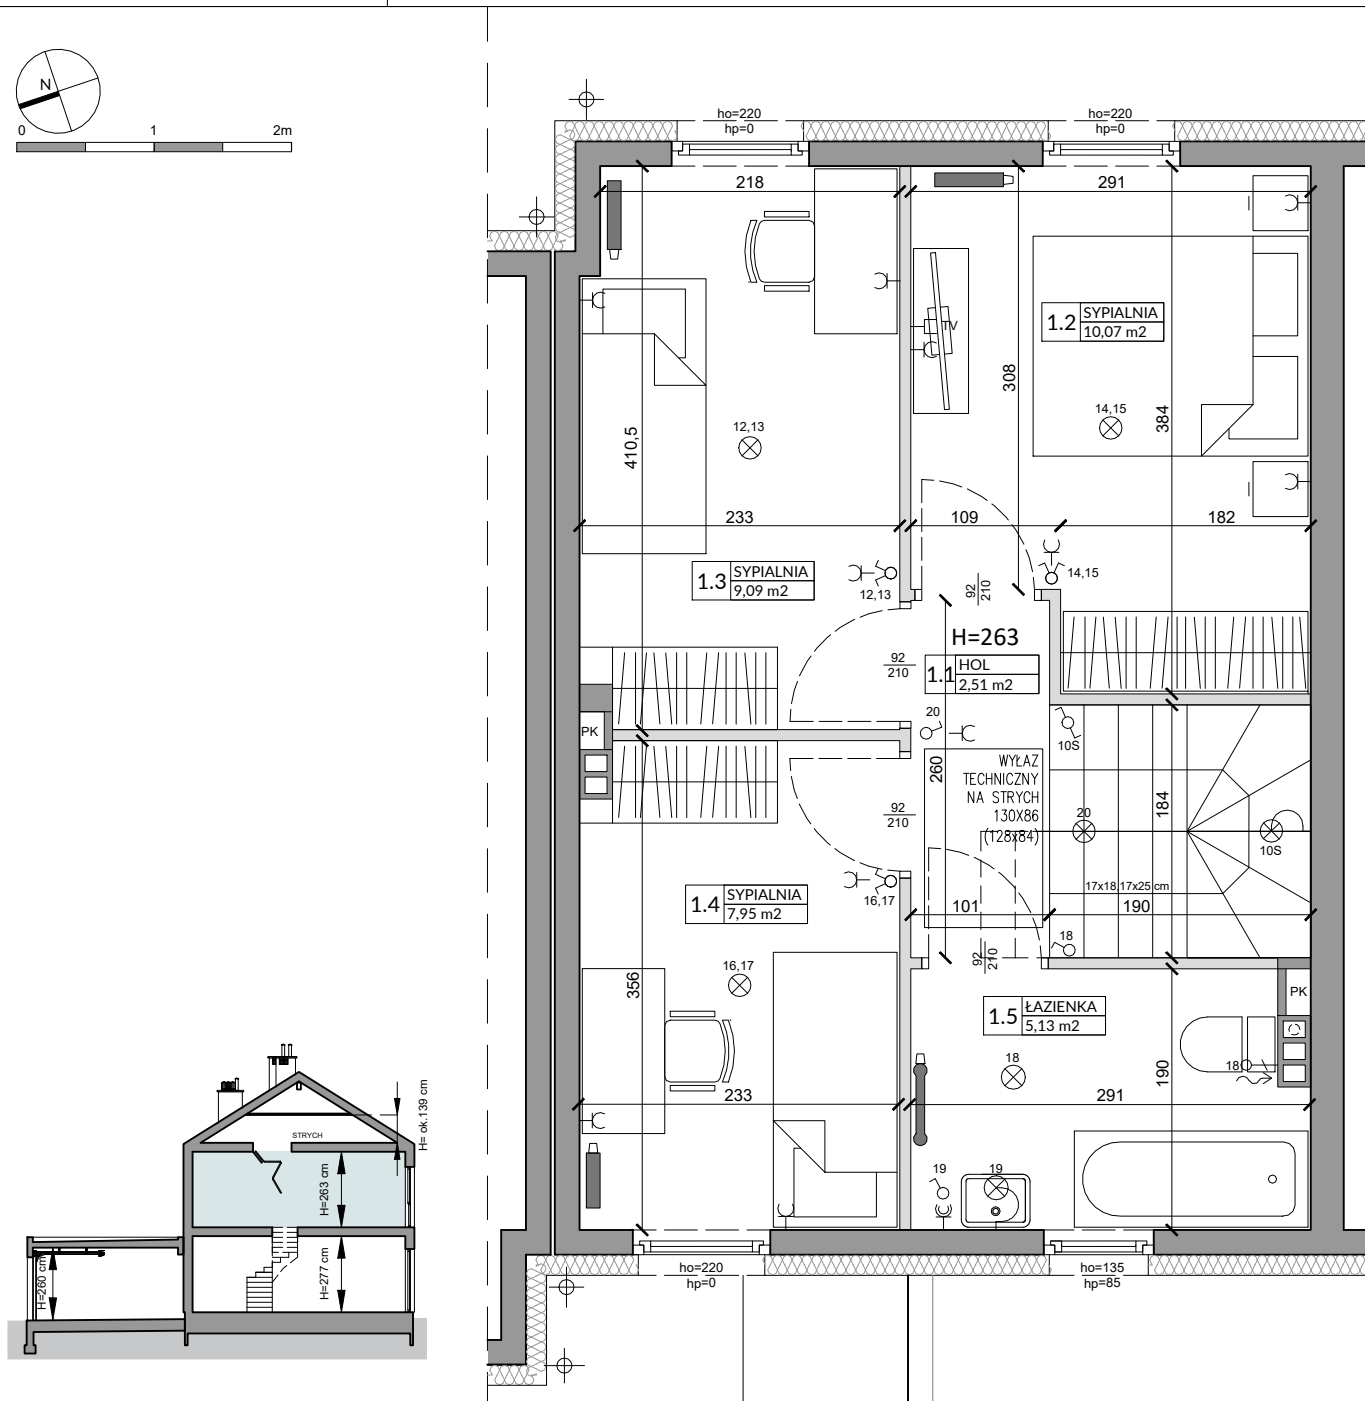 N
0 1 2m
ho=220
hp=0
ho=220
hp=0
218
291
1.2 SYPIALNIA
10,07 m2
TV
308
384
14,15
12,13
410,5
233
109
182
1.3 SYPIALNIA
9,09 m2
12,13
14,15
92
210
H=263
92
210
1.1 HOL
2,51 m2
20
10S
PK
260
WYŁAZ
TECHNICZNY
NA STRYCH
130X86
(128x84)
184
20
10S
92
210
17x18,17x25 cm
1.4 SYPIALNIA
7,95 m2
16,17
101
190
18
92
210
16,17
356
1.5 ŁAZIENKA
5,13 m2
PK
18
18
190
233
291
19
19
ho=220
hp=0
ho=135
hp=85
STRYCH
H= ok.139 cm
H=263 cm
H=260 cm
H=277 cm